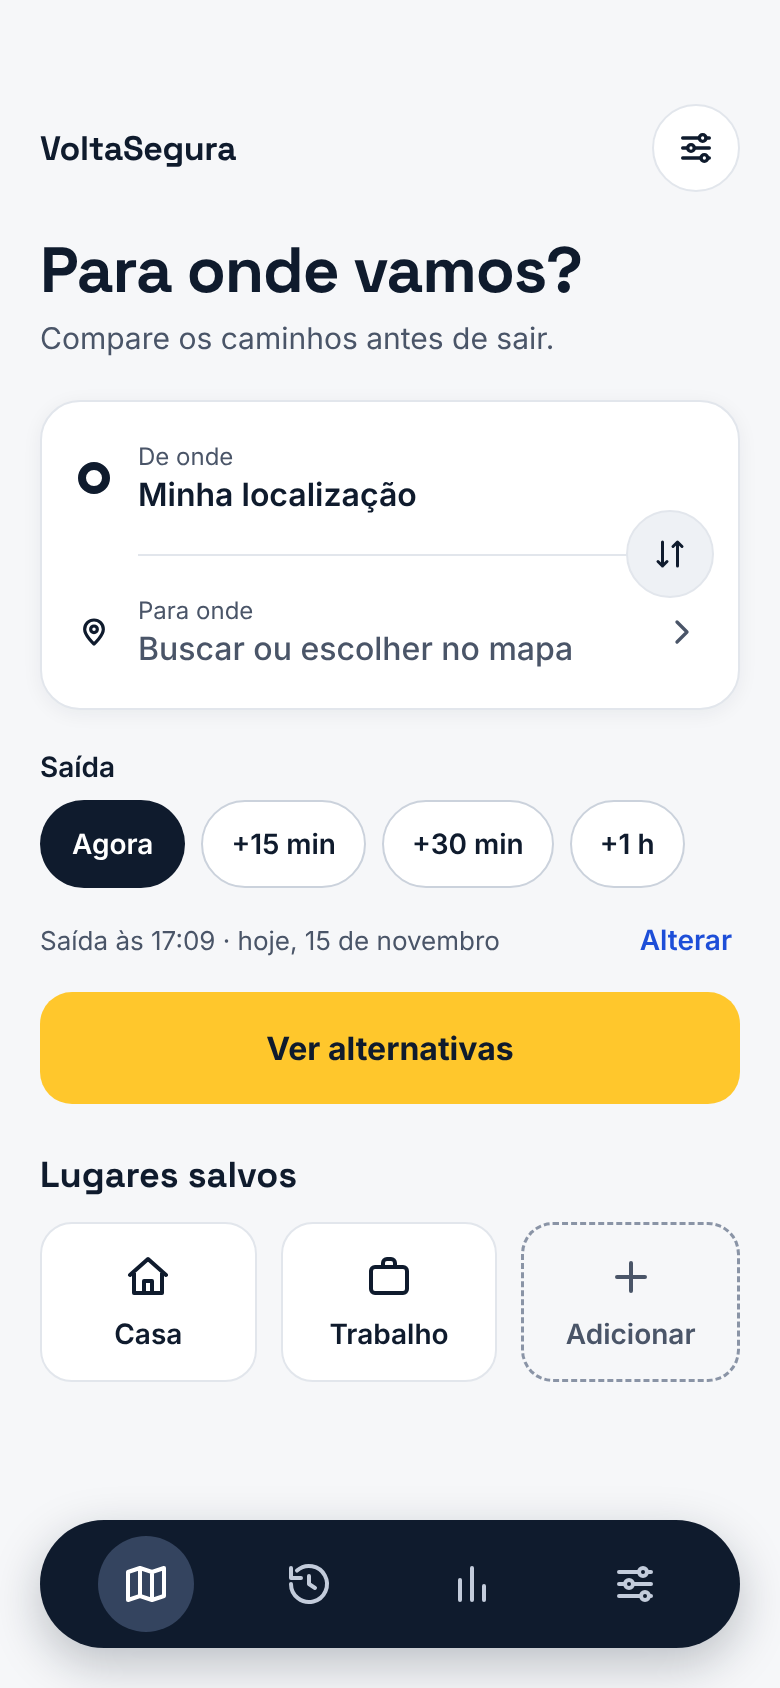 VoltaSegura
Para onde vamos?
Compare os caminhos antes de sair.
De onde
Minha localização
Para onde
Buscar ou escolher no mapa
Saída
Agora
+15 min
+30 min
+1 h
Saída às 17:09 · hoje, 15 de novembro
Alterar
Ver alternativas
Lugares salvos
Casa
Trabalho
Adicionar